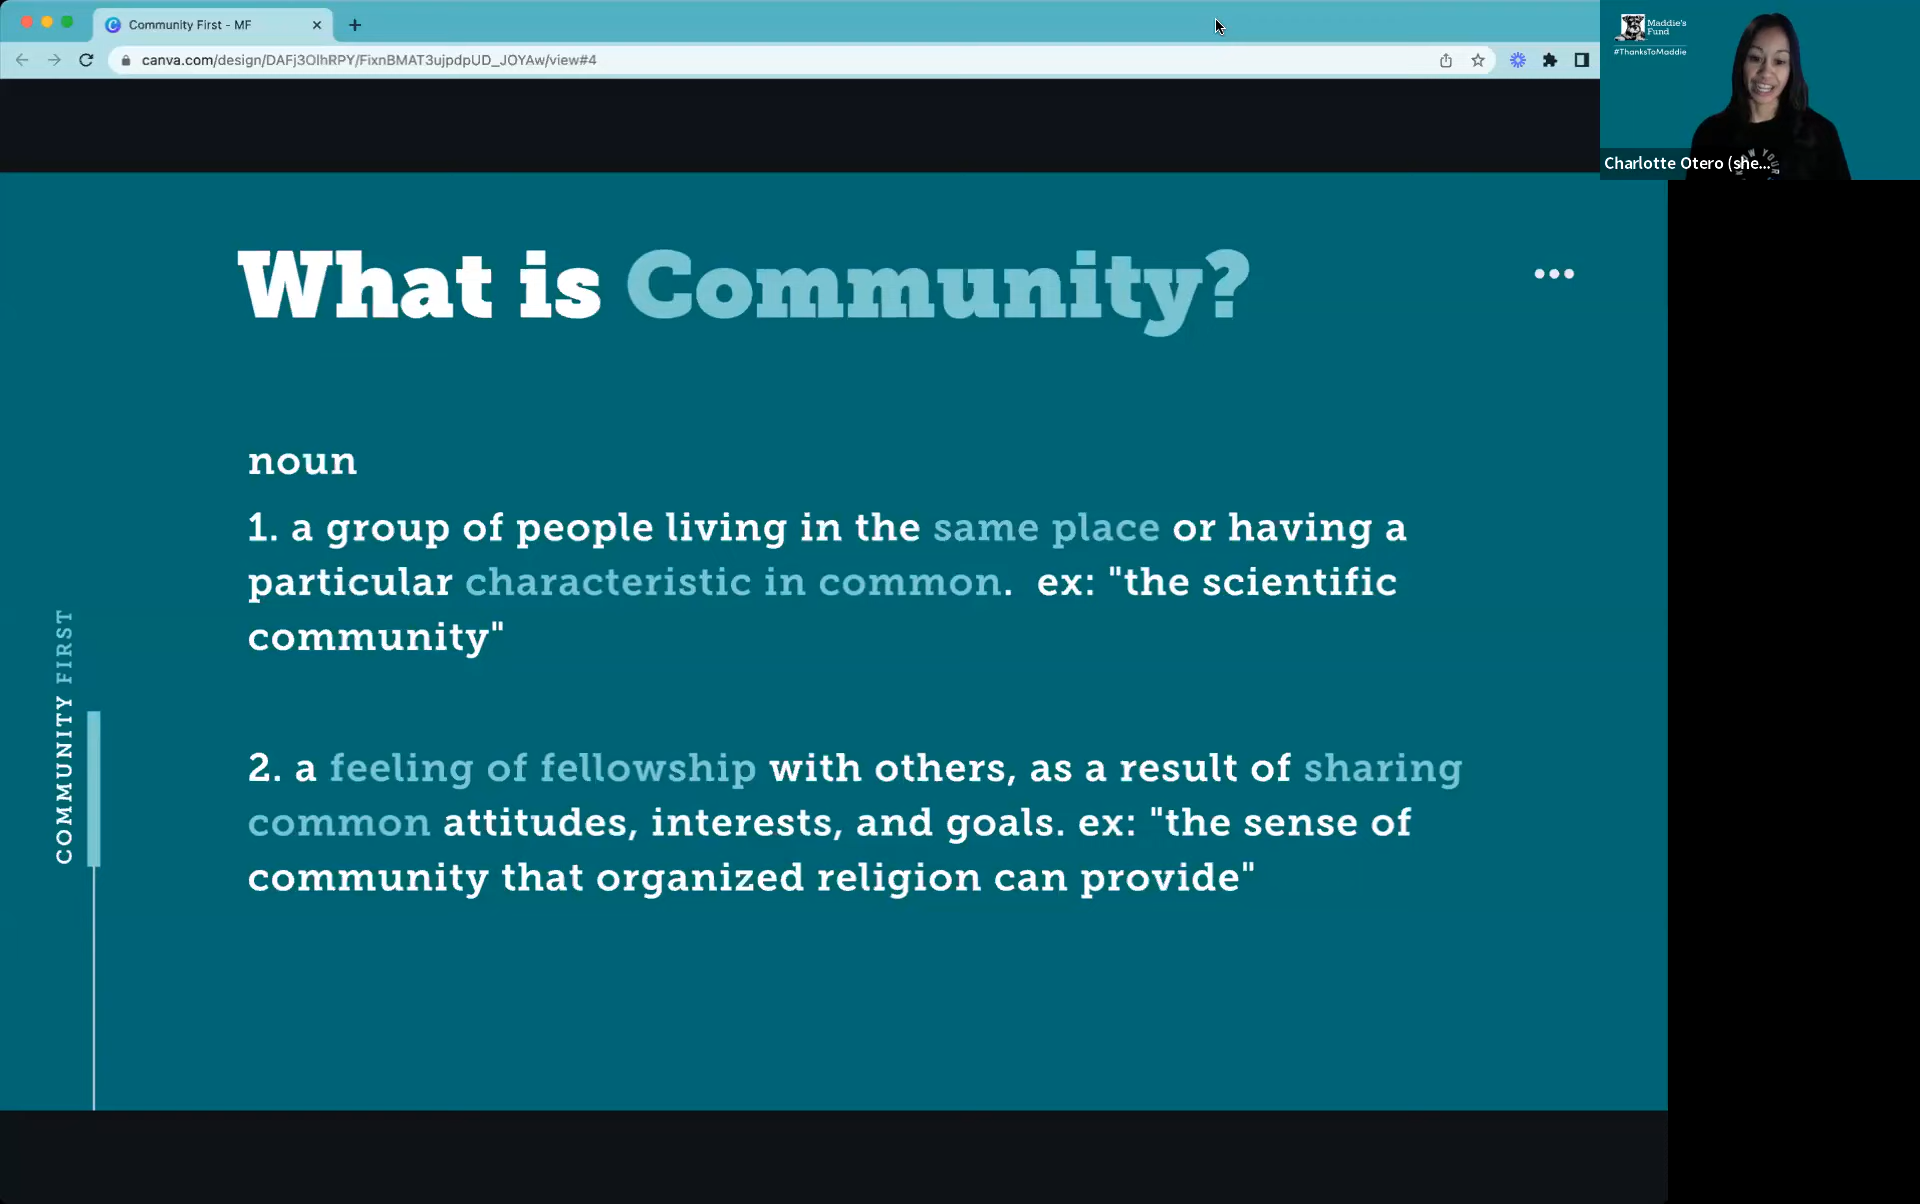 Community First - MF
canva.com/design/DAFj3OlhRPY/FixnBMAT3ujpdpUD_JOYAw/view#4
Maddie's
Fund
#ThanksToMaddie
Charlotte Otero (she...
What is Community?
noun
1. a group of people living in the same place or having a
particular characteristic in common.  ex: "the scientific
community"
2. a feeling of fellowship with others, as a result of sharing
common attitudes, interests, and goals. ex: "the sense of
community that organized religion can provide"
COMMUNITY FIRST